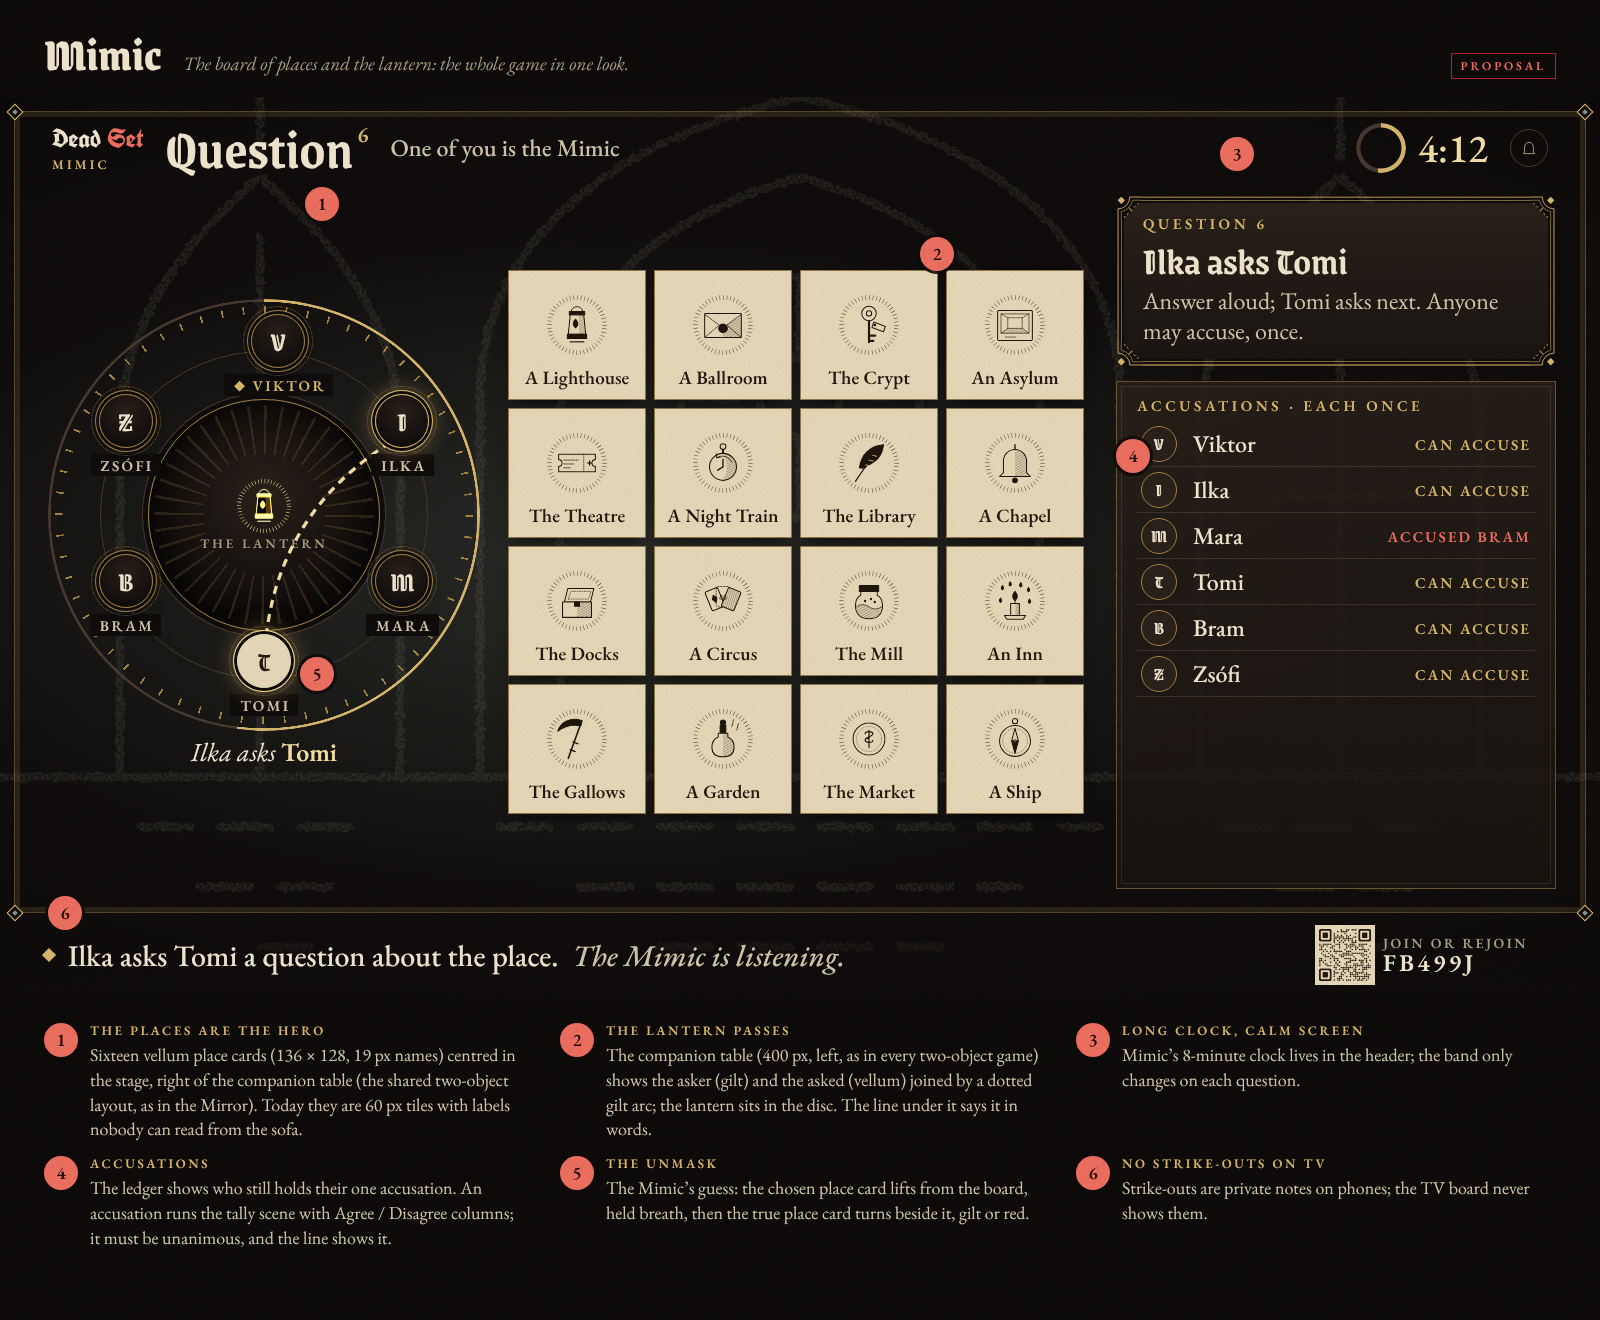 Mimic
The board of places and the lantern: the whole game in one look.
PROPOSAL
Dead Set
MIMIC
Question 6
One of you is the Mimic
3
4:12
1
2
V
VIKTOR
Z
ZSÓFI
I
ILKA
THE LANTERN
B
BRAM
M
MARA
T
5
TOMI
Ilka asks Tomi
A Lighthouse
A Ballroom
The Crypt
An Asylum
The Theatre
A Night Train
The Library
A Chapel
The Docks
A Circus
The Mill
An Inn
The Gallows
A Garden
The Market
A Ship
QUESTION 6
Ilka asks Tomi
Answer aloud; Tomi asks next. Anyone
may accuse, once.
ACCUSATIONS · EACH ONCE
4
V Viktor CAN ACCUSE
I Ilka CAN ACCUSE
M Mara ACCUSED BRAM
T Tomi CAN ACCUSE
B Bram CAN ACCUSE
Z Zsófi CAN ACCUSE
6
Ilka asks Tomi a question about the place. The Mimic is listening.
JOIN OR REJOIN
FB499J
1
THE PLACES ARE THE HERO
Sixteen vellum place cards (136 × 128, 19 px names) centred in
the stage, right of the companion table (the shared two-object
layout, as in the Mirror). Today they are 60 px tiles with labels
nobody can read from the sofa.
2
THE LANTERN PASSES
The companion table (400 px, left, as in every two-object game)
shows the asker (gilt) and the asked (vellum) joined by a dotted
gilt arc; the lantern sits in the disc. The line under it says it in
words.
3
LONG CLOCK, CALM SCREEN
Mimic’s 8-minute clock lives in the header; the band only
changes on each question.
4
ACCUSATIONS
The ledger shows who still holds their one accusation. An
accusation runs the tally scene with Agree / Disagree columns;
it must be unanimous, and the line shows it.
5
THE UNMASK
The Mimic’s guess: the chosen place card lifts from the board,
held breath, then the true place card turns beside it, gilt or red.
6
NO STRIKE-OUTS ON TV
Strike-outs are private notes on phones; the TV board never
shows them.